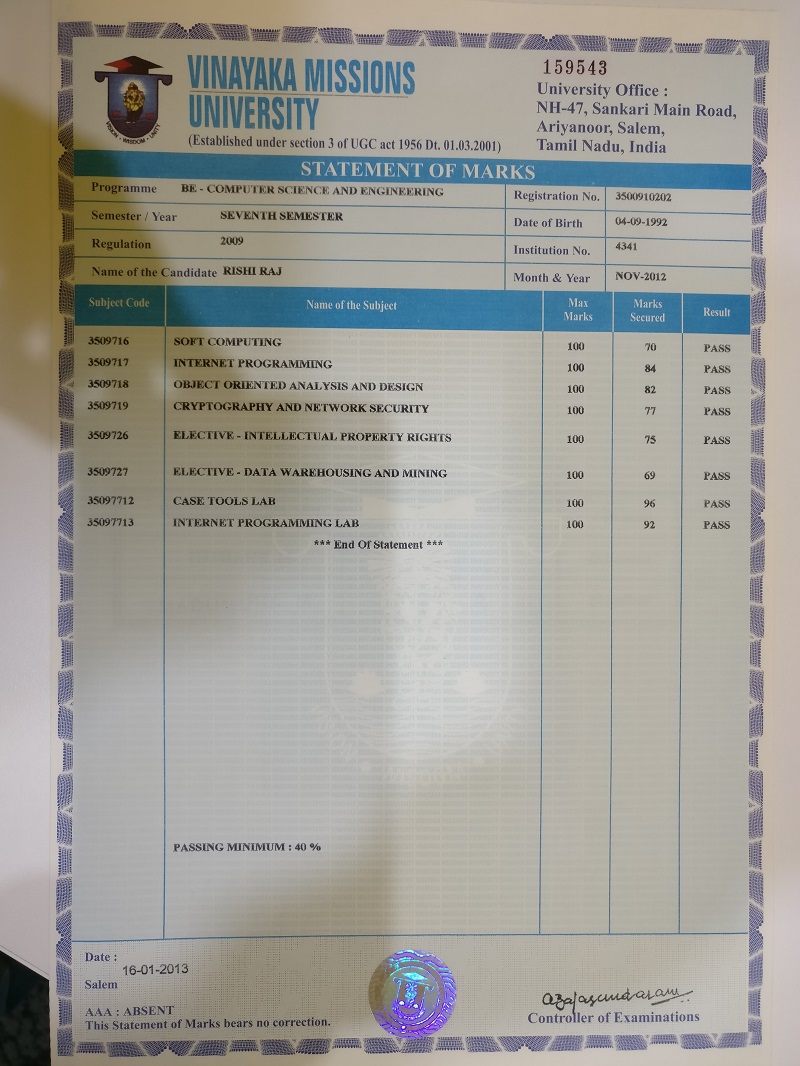 VINAYAKA MISSIONS
UNIVERSITY
(Established under section 3 of UGC act 1956 Dt. 01.03.2001)
VISION - WISDOM - UNITY
159543
University Office :
NH-47, Sankari Main Road,
Ariyanoor, Salem,
Tamil Nadu, India
STATEMENT OF MARKS
Programme BE - COMPUTER SCIENCE AND ENGINEERING Registration No. 3500910202
Semester / Year SEVENTH SEMESTER Date of Birth 04-09-1992
Regulation 2009 Institution No. 4341
Name of the Candidate RISHI RAJ Month & Year NOV-2012
Subject Code Name of the Subject Max Marks Marks Secured Result
3509716 SOFT COMPUTING 100 70 PASS
3509717 INTERNET PROGRAMMING 100 84 PASS
3509718 OBJECT ORIENTED ANALYSIS AND DESIGN 100 82 PASS
3509719 CRYPTOGRAPHY AND NETWORK SECURITY 100 77 PASS
3509726 ELECTIVE - INTELLECTUAL PROPERTY RIGHTS 100 75 PASS
3509727 ELECTIVE - DATA WAREHOUSING AND MINING 100 69 PASS
35097712 CASE TOOLS LAB 100 96 PASS
35097713 INTERNET PROGRAMMING LAB 100 92 PASS
*** End Of Statement ***
PASSING MINIMUM : 40 %
Date :
16-01-2013
Salem
AAA : ABSENT
This Statement of Marks bears no correction.
Controller of Examinations